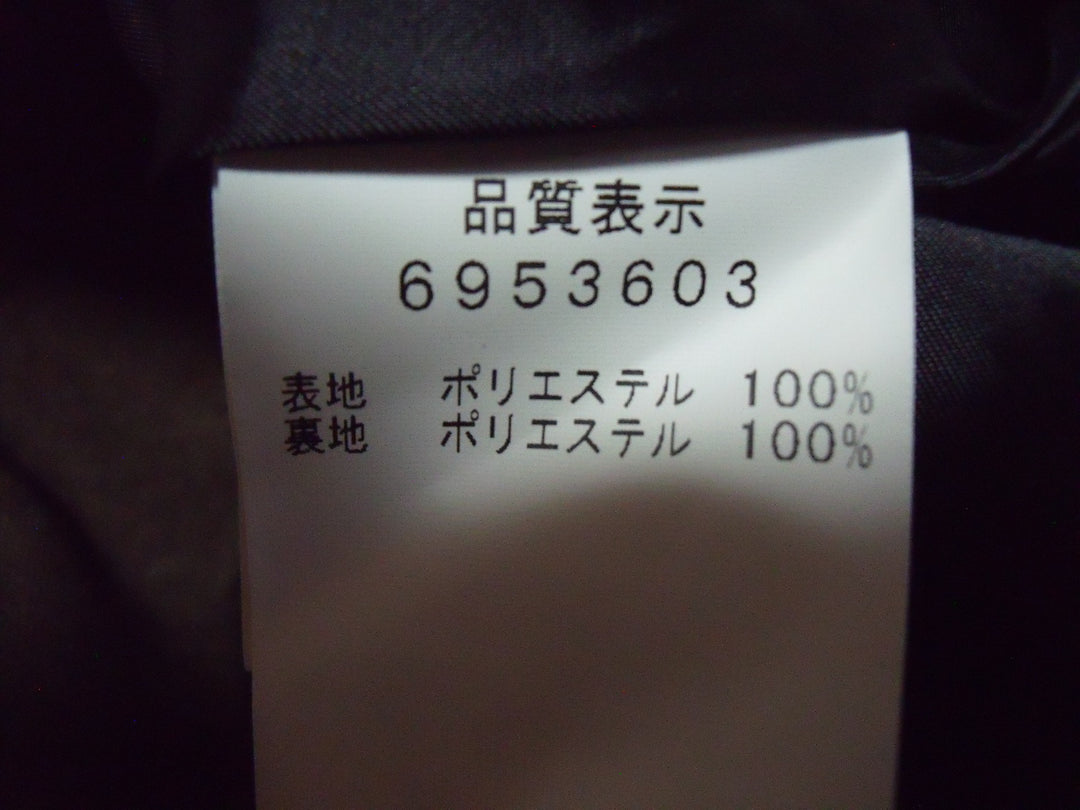 品質表示
6953603
表地 ポリエステル 100%
裏地 ポリエステル 100%